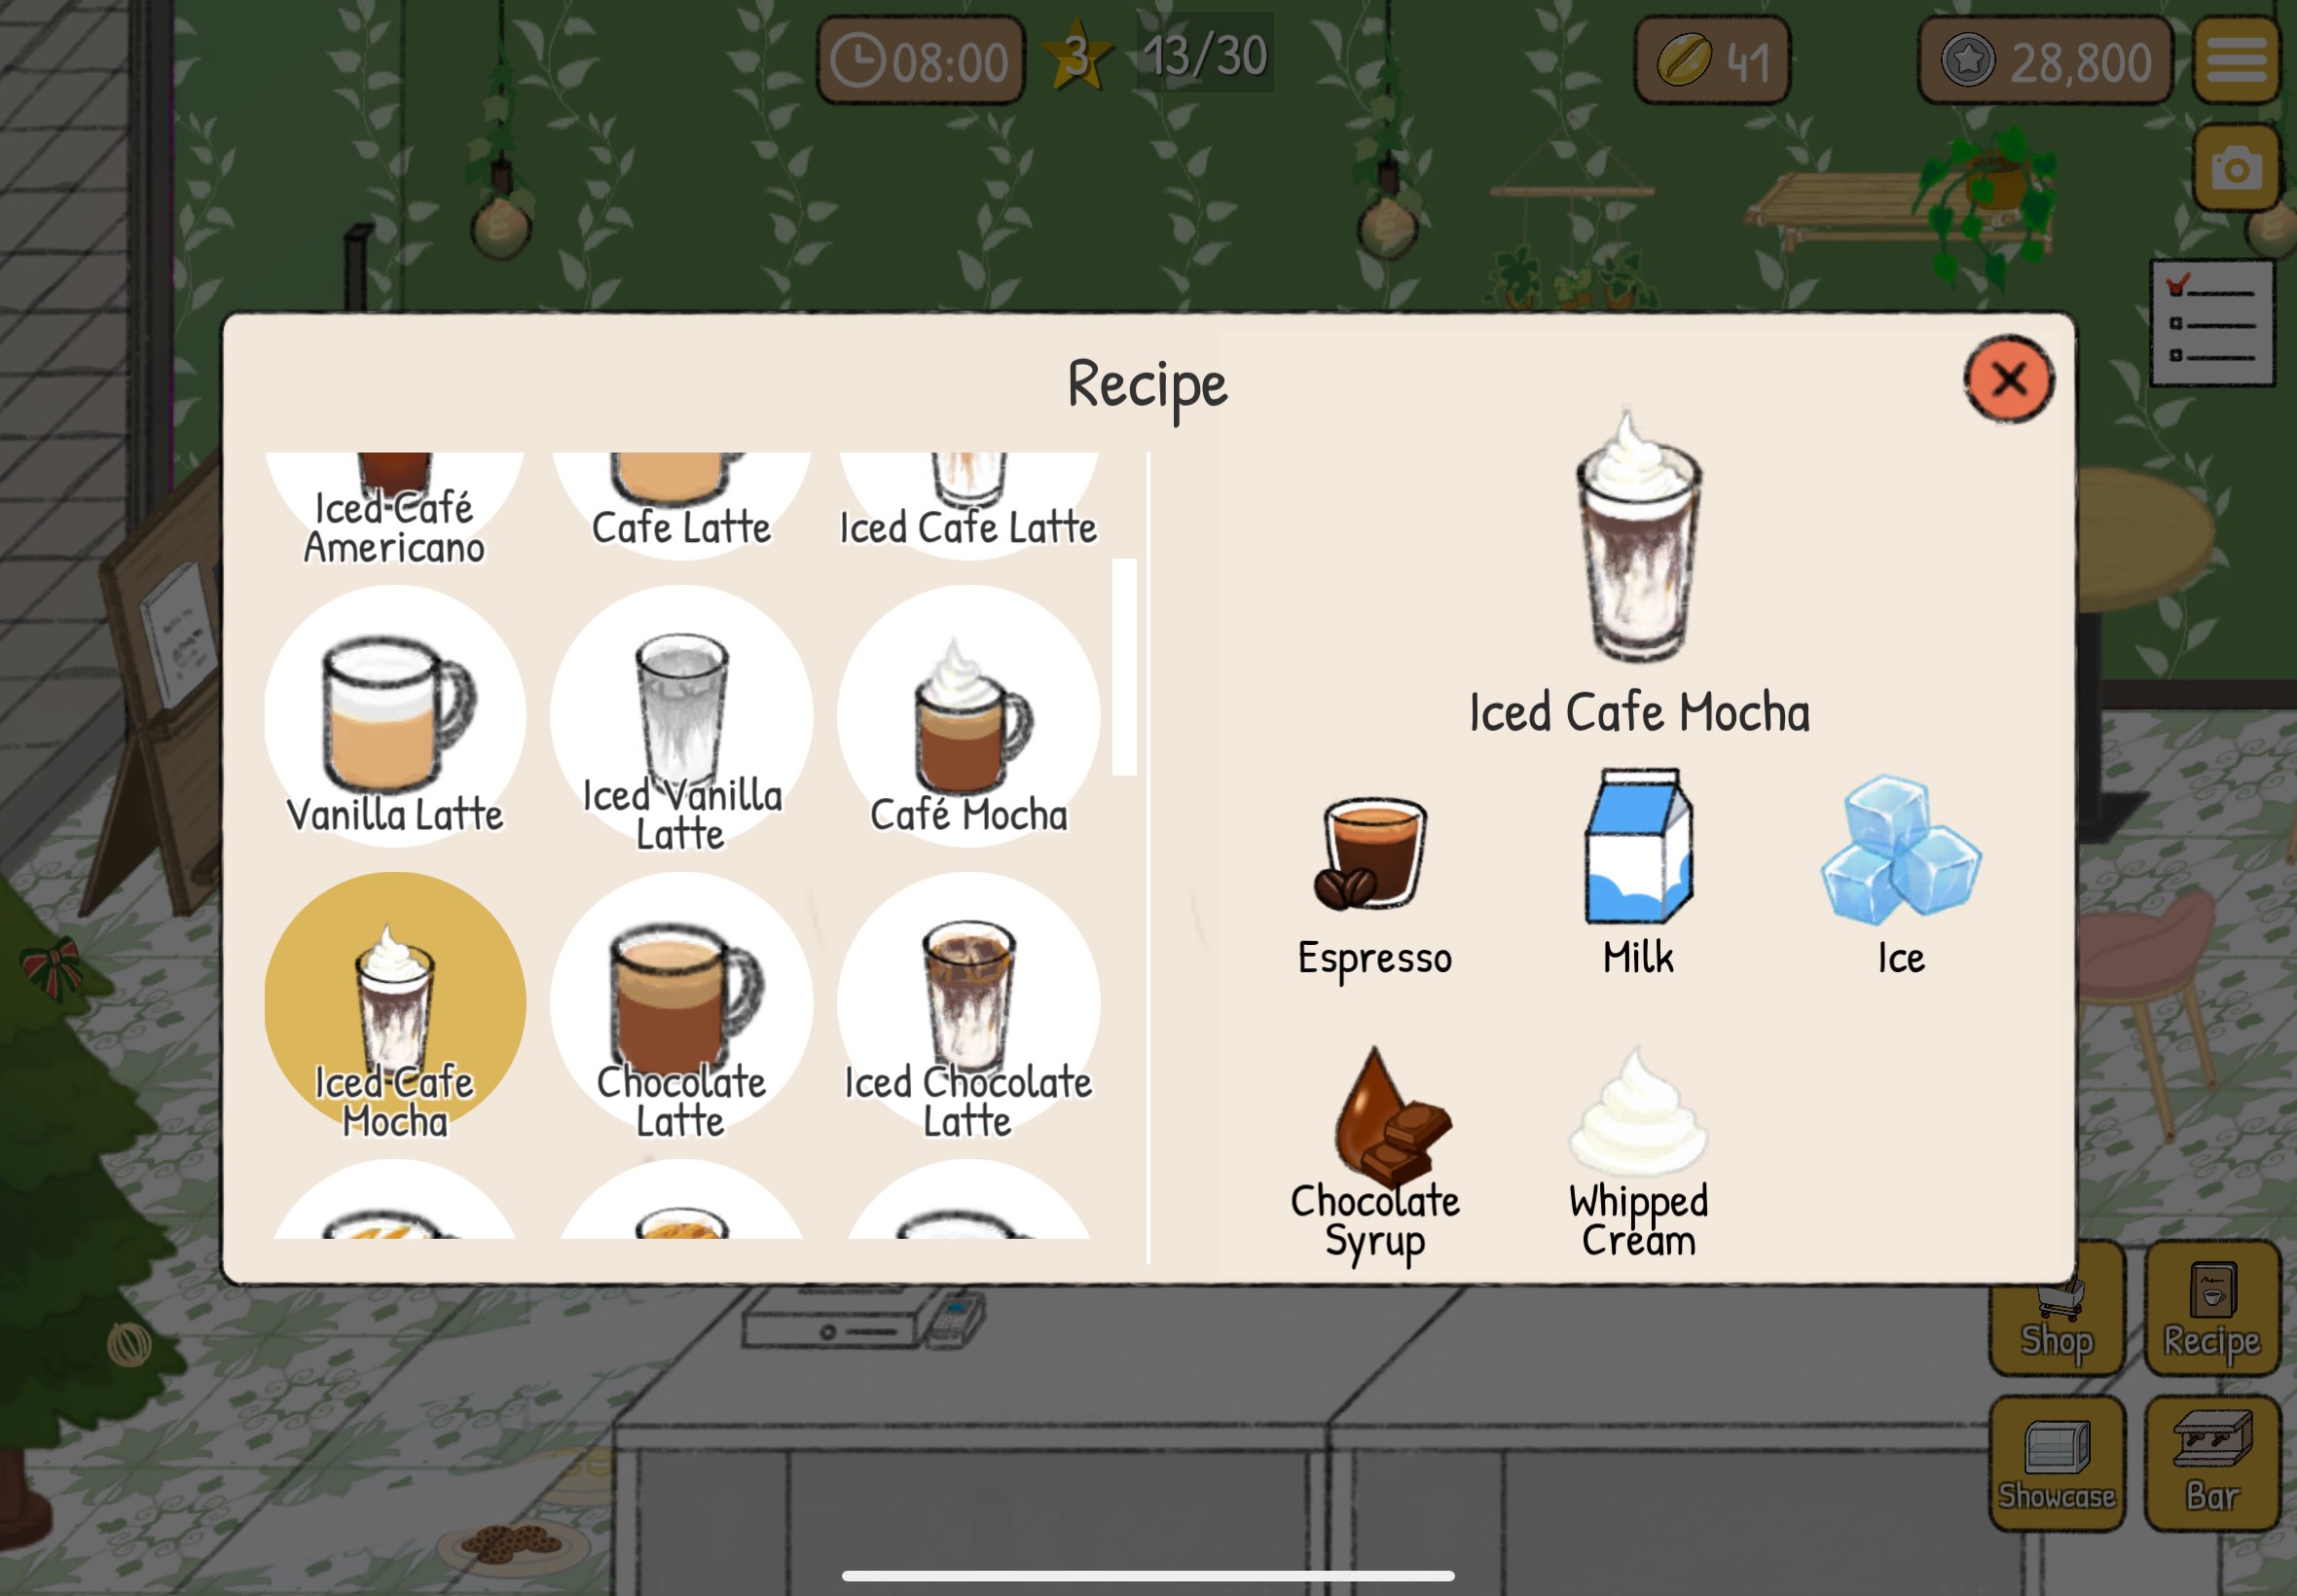 08:00
3
13/30
41
28,800
Recipe
Iced Café
Americano
Cafe Latte
Iced Cafe Latte
Vanilla Latte
Iced Vanilla
Latte
Café Mocha
Iced Cafe
Mocha
Chocolate
Latte
Iced Chocolate
Latte
Iced Cafe Mocha
Espresso
Milk
Ice
Chocolate
Syrup
Whipped
Cream
Shop
Recipe
Showcase
Bar